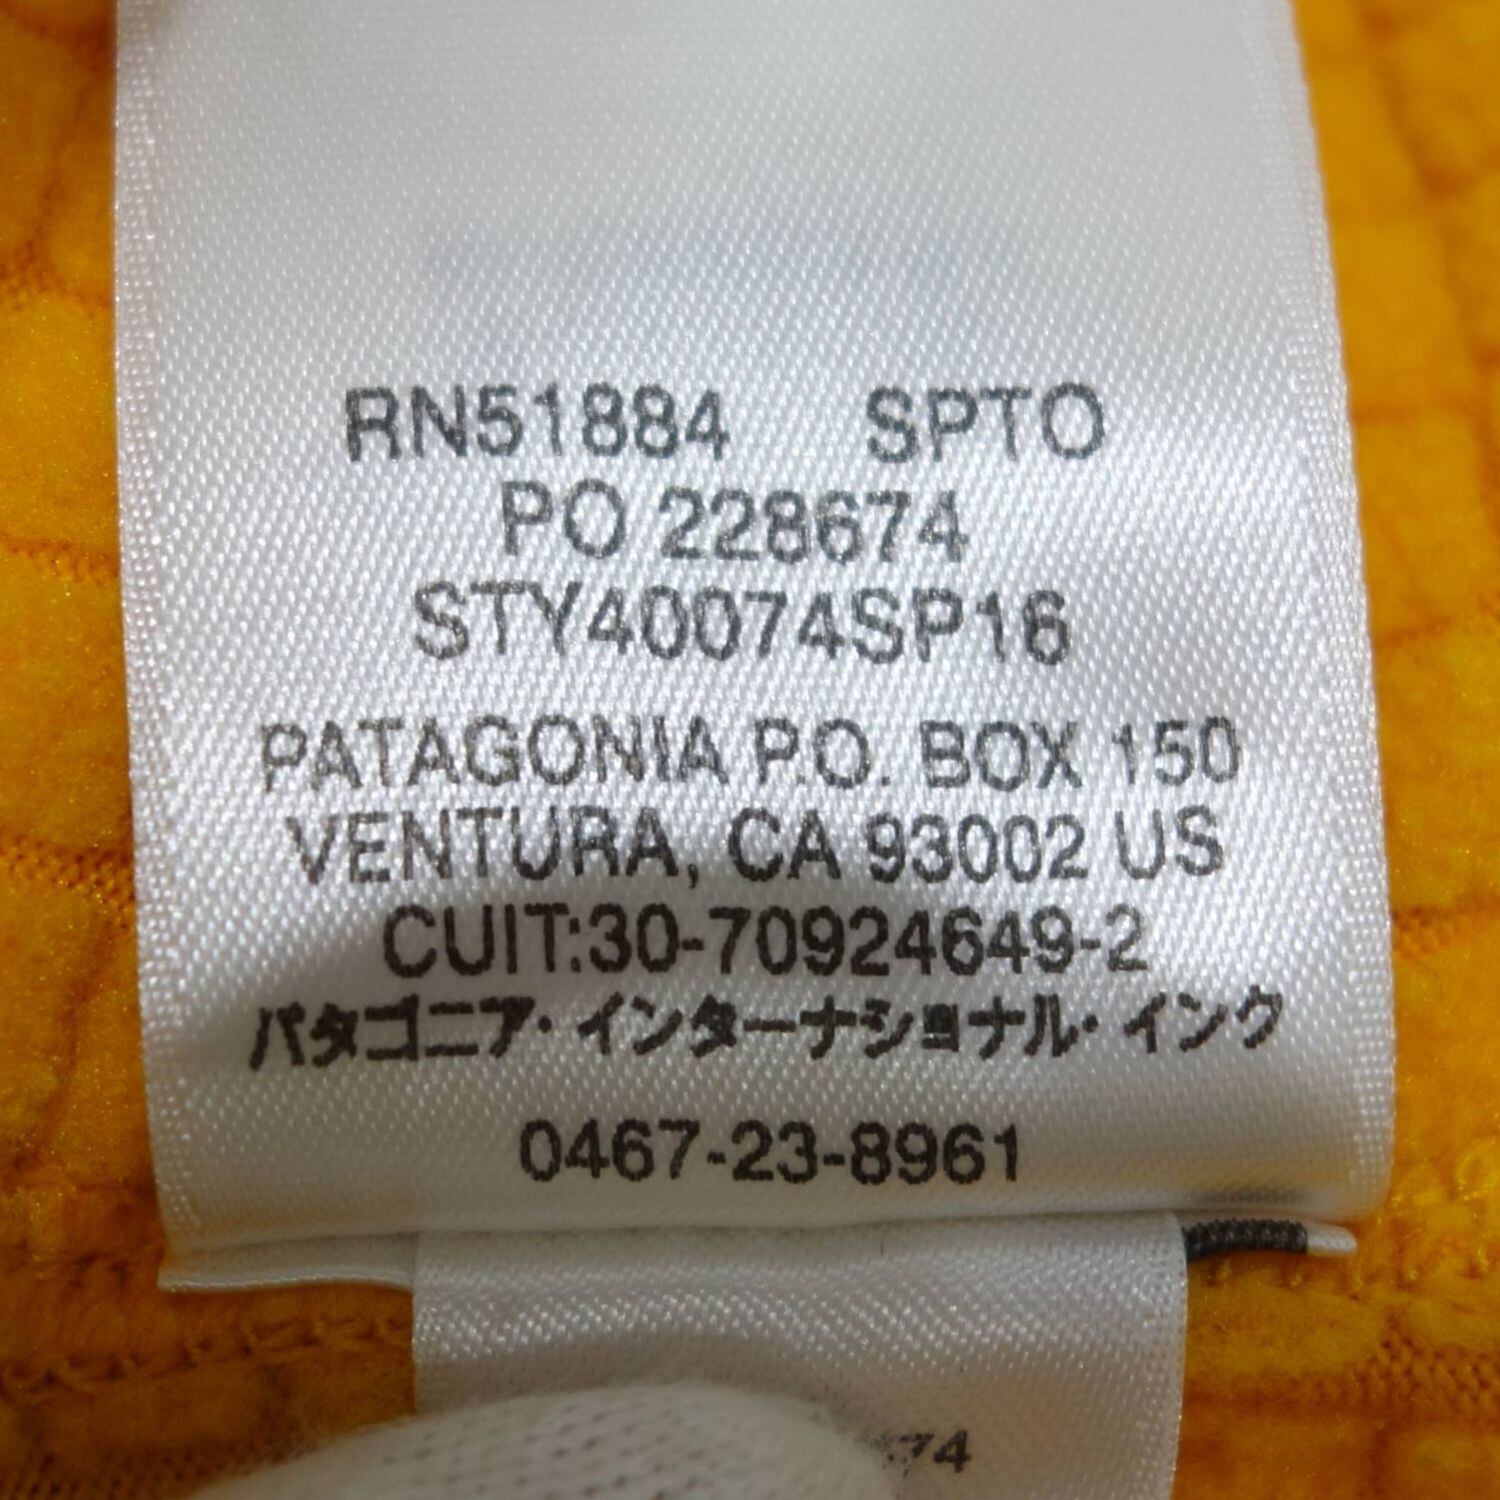 RN51884 SPTO
PO 228674
STY40074SP16
PATAGONIA P.O. BOX 150
VENTURA, CA 93002 US
CUIT:30-70924649-2
パタゴニア・インターナショナル・インク
0467-23-8961
74